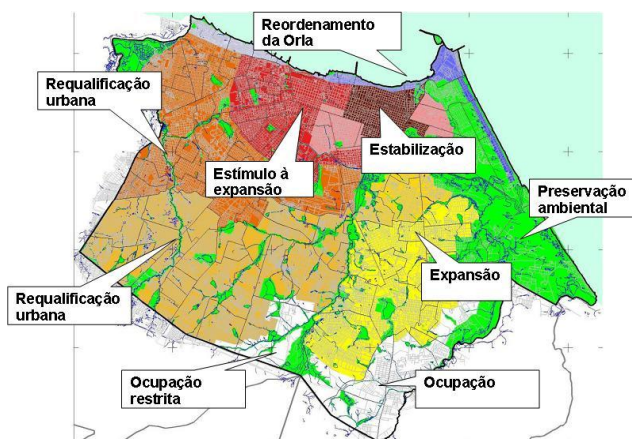 Reordenamento
da Orla
Requalificação
urbana
Estímulo à
expansão
Estabilização
Preservação
ambiental
Expansão
Requalificação
urbana
Ocupação
restrita
Ocupação